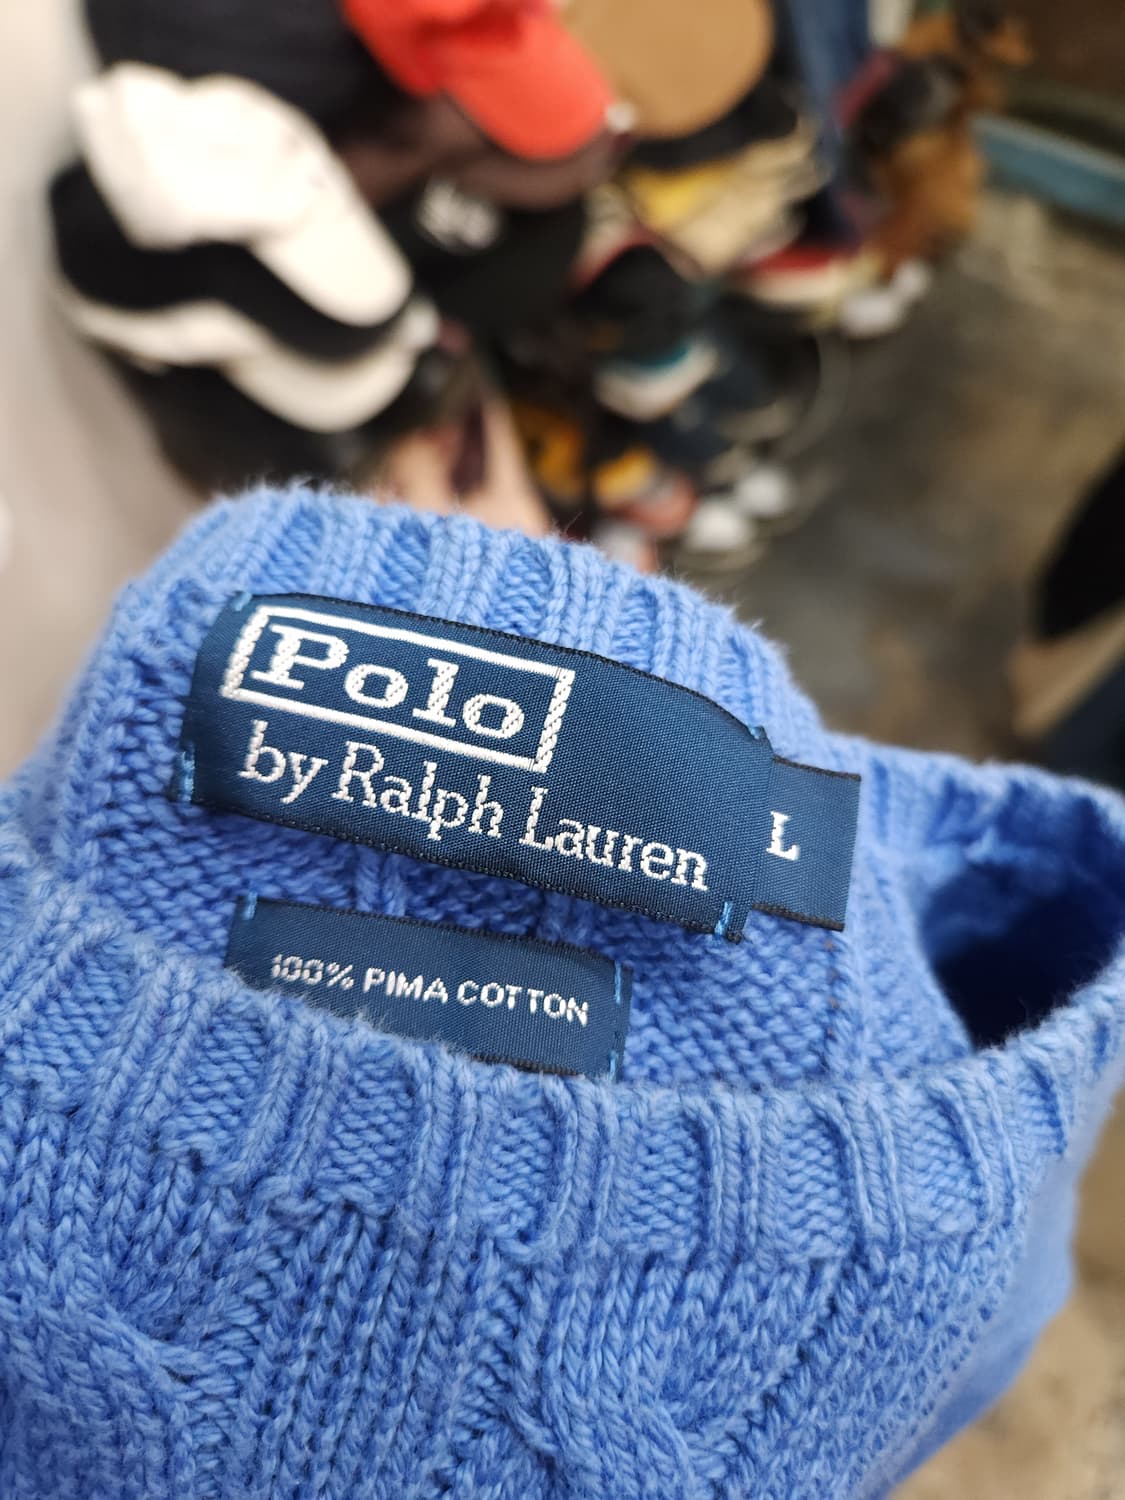 Polo
by Ralph Lauren
L
100% PIMA COTTON